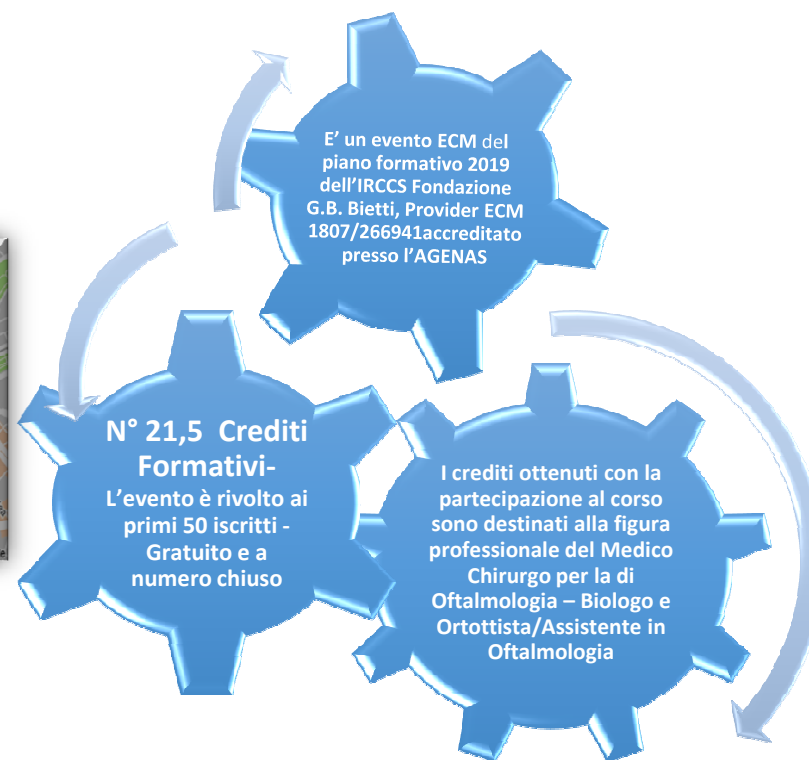 E' un evento ECM del
piano formativo 2019
dell'IRCCS Fondazione
G.B. Bietti, Provider ECM
1807/266941accreditato
presso l'AGENAS
N° 21,5 Crediti
Formativi-
L'evento è rivolto ai
primi 50 iscritti -
Gratuito e a
numero chiuso
I crediti ottenuti con la
partecipazione al corso
sono destinati alla figura
professionale del Medico
Chirurgo per la di
Oftalmologia – Biologo e
Ortottista/Assistente in
Oftalmologia